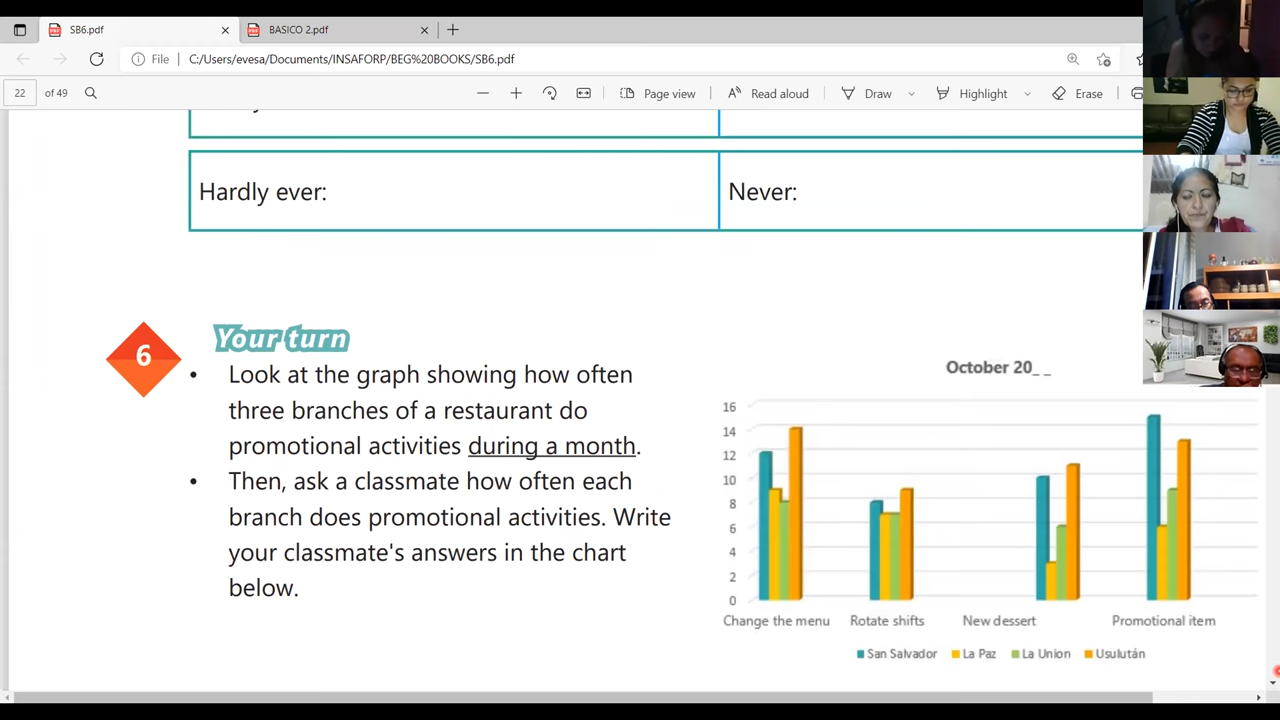 SB6.pdf
BASICO 2.pdf
File C:/Users/evesa/Documents/INSAFORP/BEG%20BOOKS/SB6.pdf
22 of 49 Page view Read aloud Draw Highlight Erase
Hardly ever: Never:
6 Your turn
• Look at the graph showing how often
three branches of a restaurant do
promotional activities during a month.
• Then, ask a classmate how often each
branch does promotional activities. Write
your classmate's answers in the chart
below.
October 20_ _
16
14
12
10
8
6
4
2
0
Change the menu Rotate shifts New dessert Promotional item
San Salvador La Paz La Union Usulután